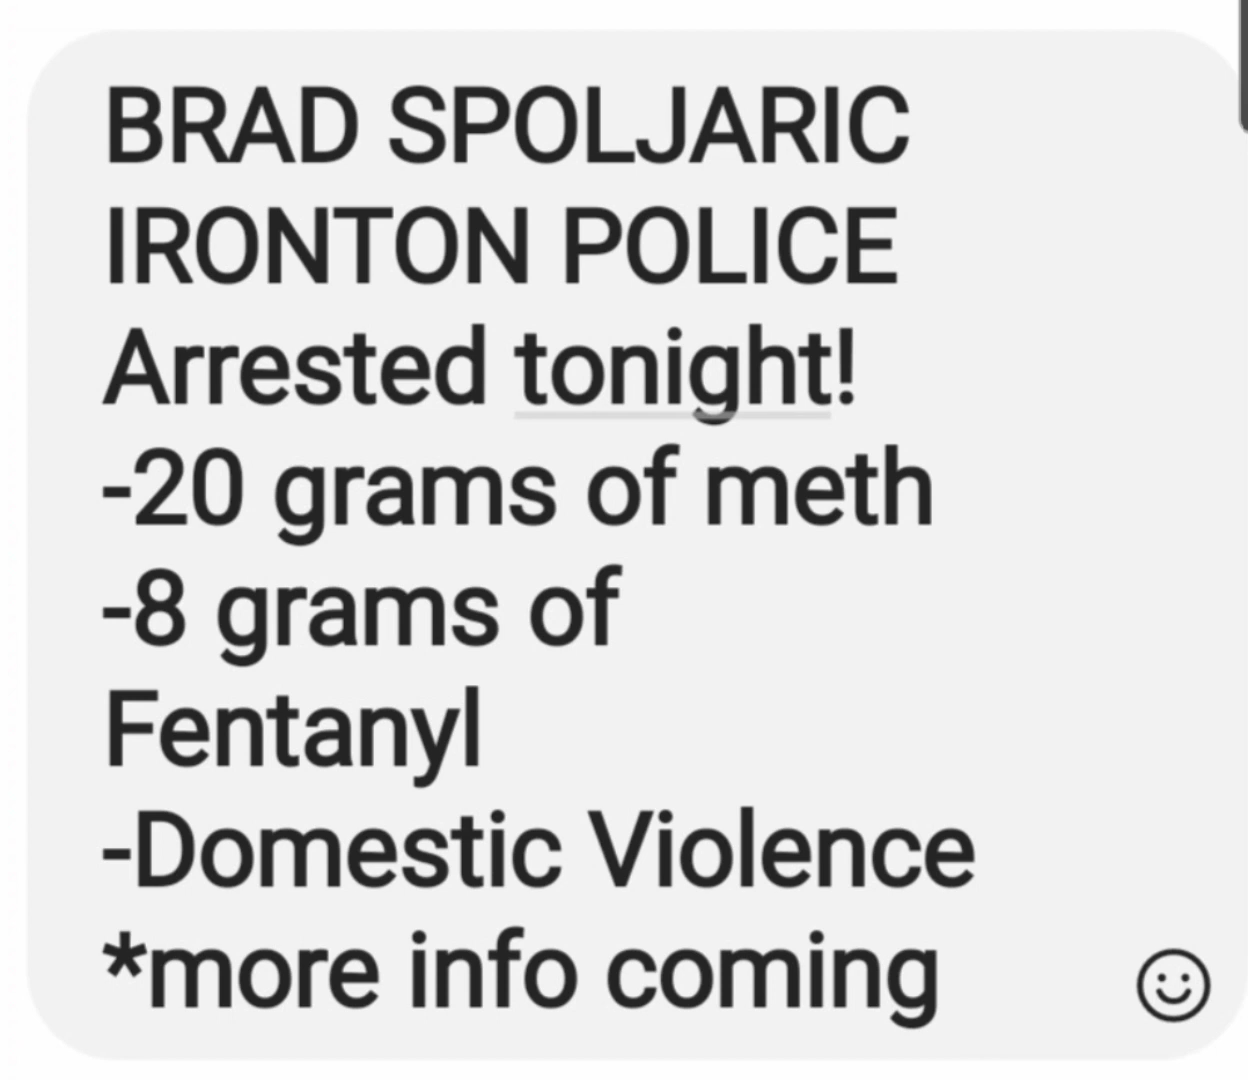 BRAD SPOLJARIC
IRONTON POLICE
Arrested tonight!
-20 grams of meth
-8 grams of
Fentanyl
-Domestic Violence
*more info coming